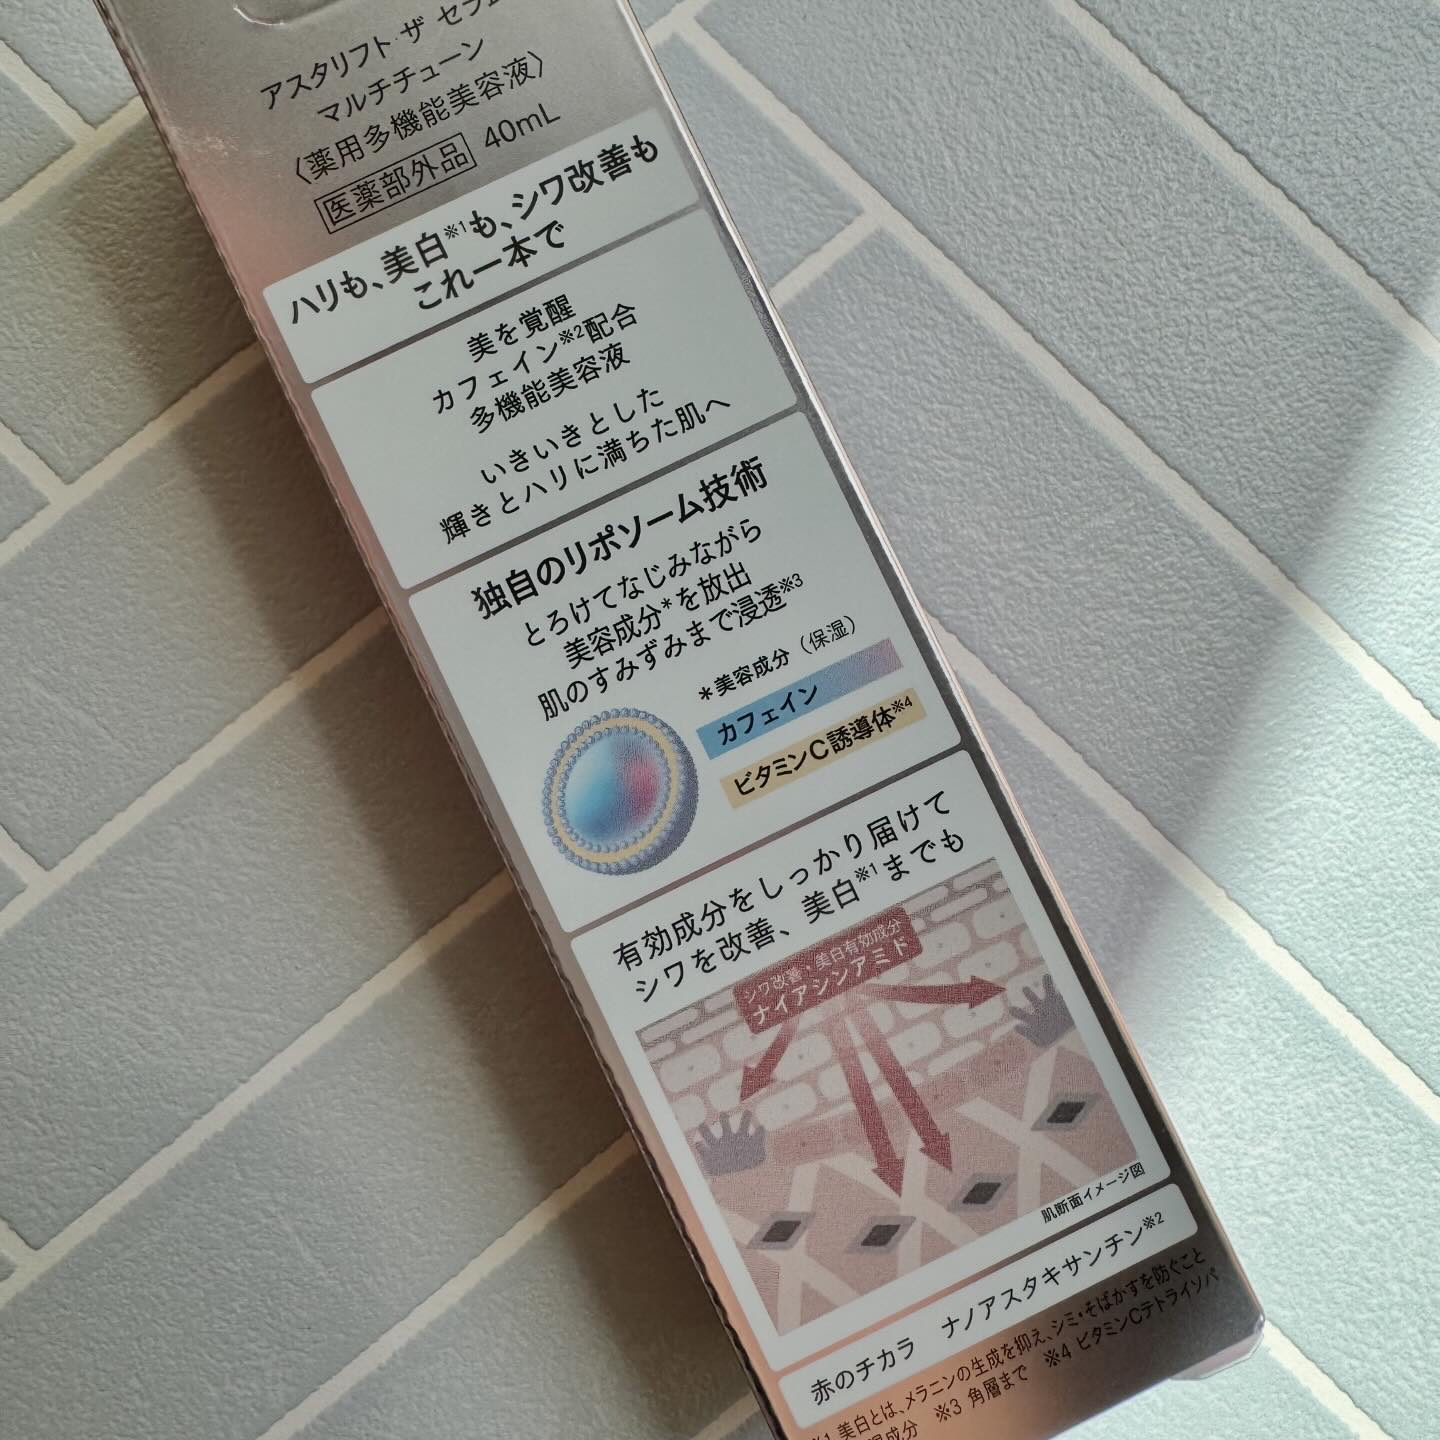 アスタリフト ザ セラ
マルチチューン
〈薬用多機能美容液〉
医薬部外品 40mL
ハリも、美白※1も、シワ改善も
これ一本で
美を覚醒
カフェイン※2配合
多機能美容液
いきいきとした
輝きとハリに満ちた肌へ
独自のリポソーム技術
とろけてなじみながら
美容成分*を放出
肌のすみずみまで浸透※3
*美容成分（保湿）
カフェイン
ビタミンC誘導体※4
有効成分をしっかり届けて
シワを改善、美白※1までも
シワ改善・美白有効成分
ナイアシンアミド
肌断面イメージ図
赤のチカラ ナノアスタキサンチン※2
※1 美白とは、メラニンの生成を抑え、シミ・そばかすを防ぐこと
湿成分 ※3 角層まで ※4 ビタミンCテトライソパ